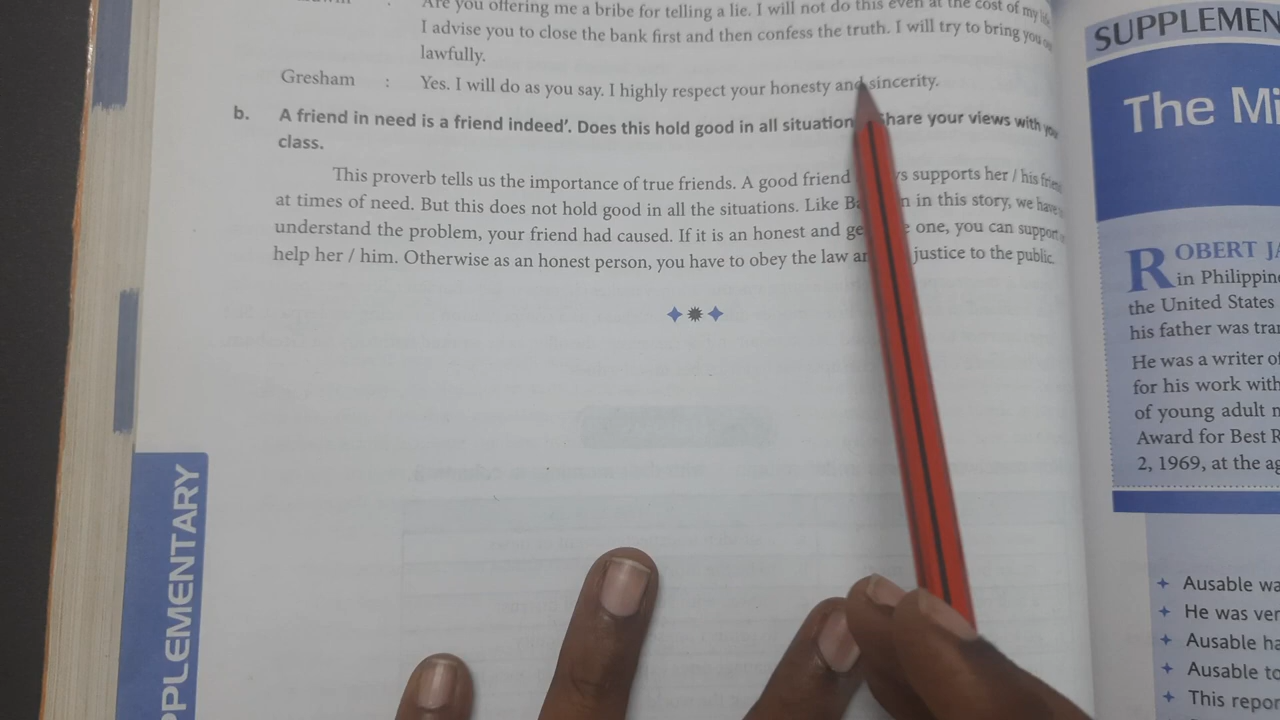 Are you offering me a bribe for telling a lie. I will not do this even at the cost of my
I advise you to close the bank first and then confess the truth. I will try to bring you
lawfully.
Gresham : Yes. I will do as you say. I highly respect your honesty and sincerity.
b. A friend in need is a friend indeed'. Does this hold good in all situation hare your views with
class.
This proverb tells us the importance of true friends. A good friend supports her / his
at times of need. But this does not hold good in all the situations. Like in this story, we have
understand the problem, your friend had caused. If it is an honest and one, you can support
help her / him. Otherwise as an honest person, you have to obey the law justice to the public.
PPLEMENTARY
SUPPLEMEN
The Mi
ROBERT JA
in Philippine
the United States
his father was tran
He was a writer of
for his work with
of young adult
Award for Best R
2, 1969, at the ag
Ausable wa
He was ver
Ausable ha
Ausable to
This repor